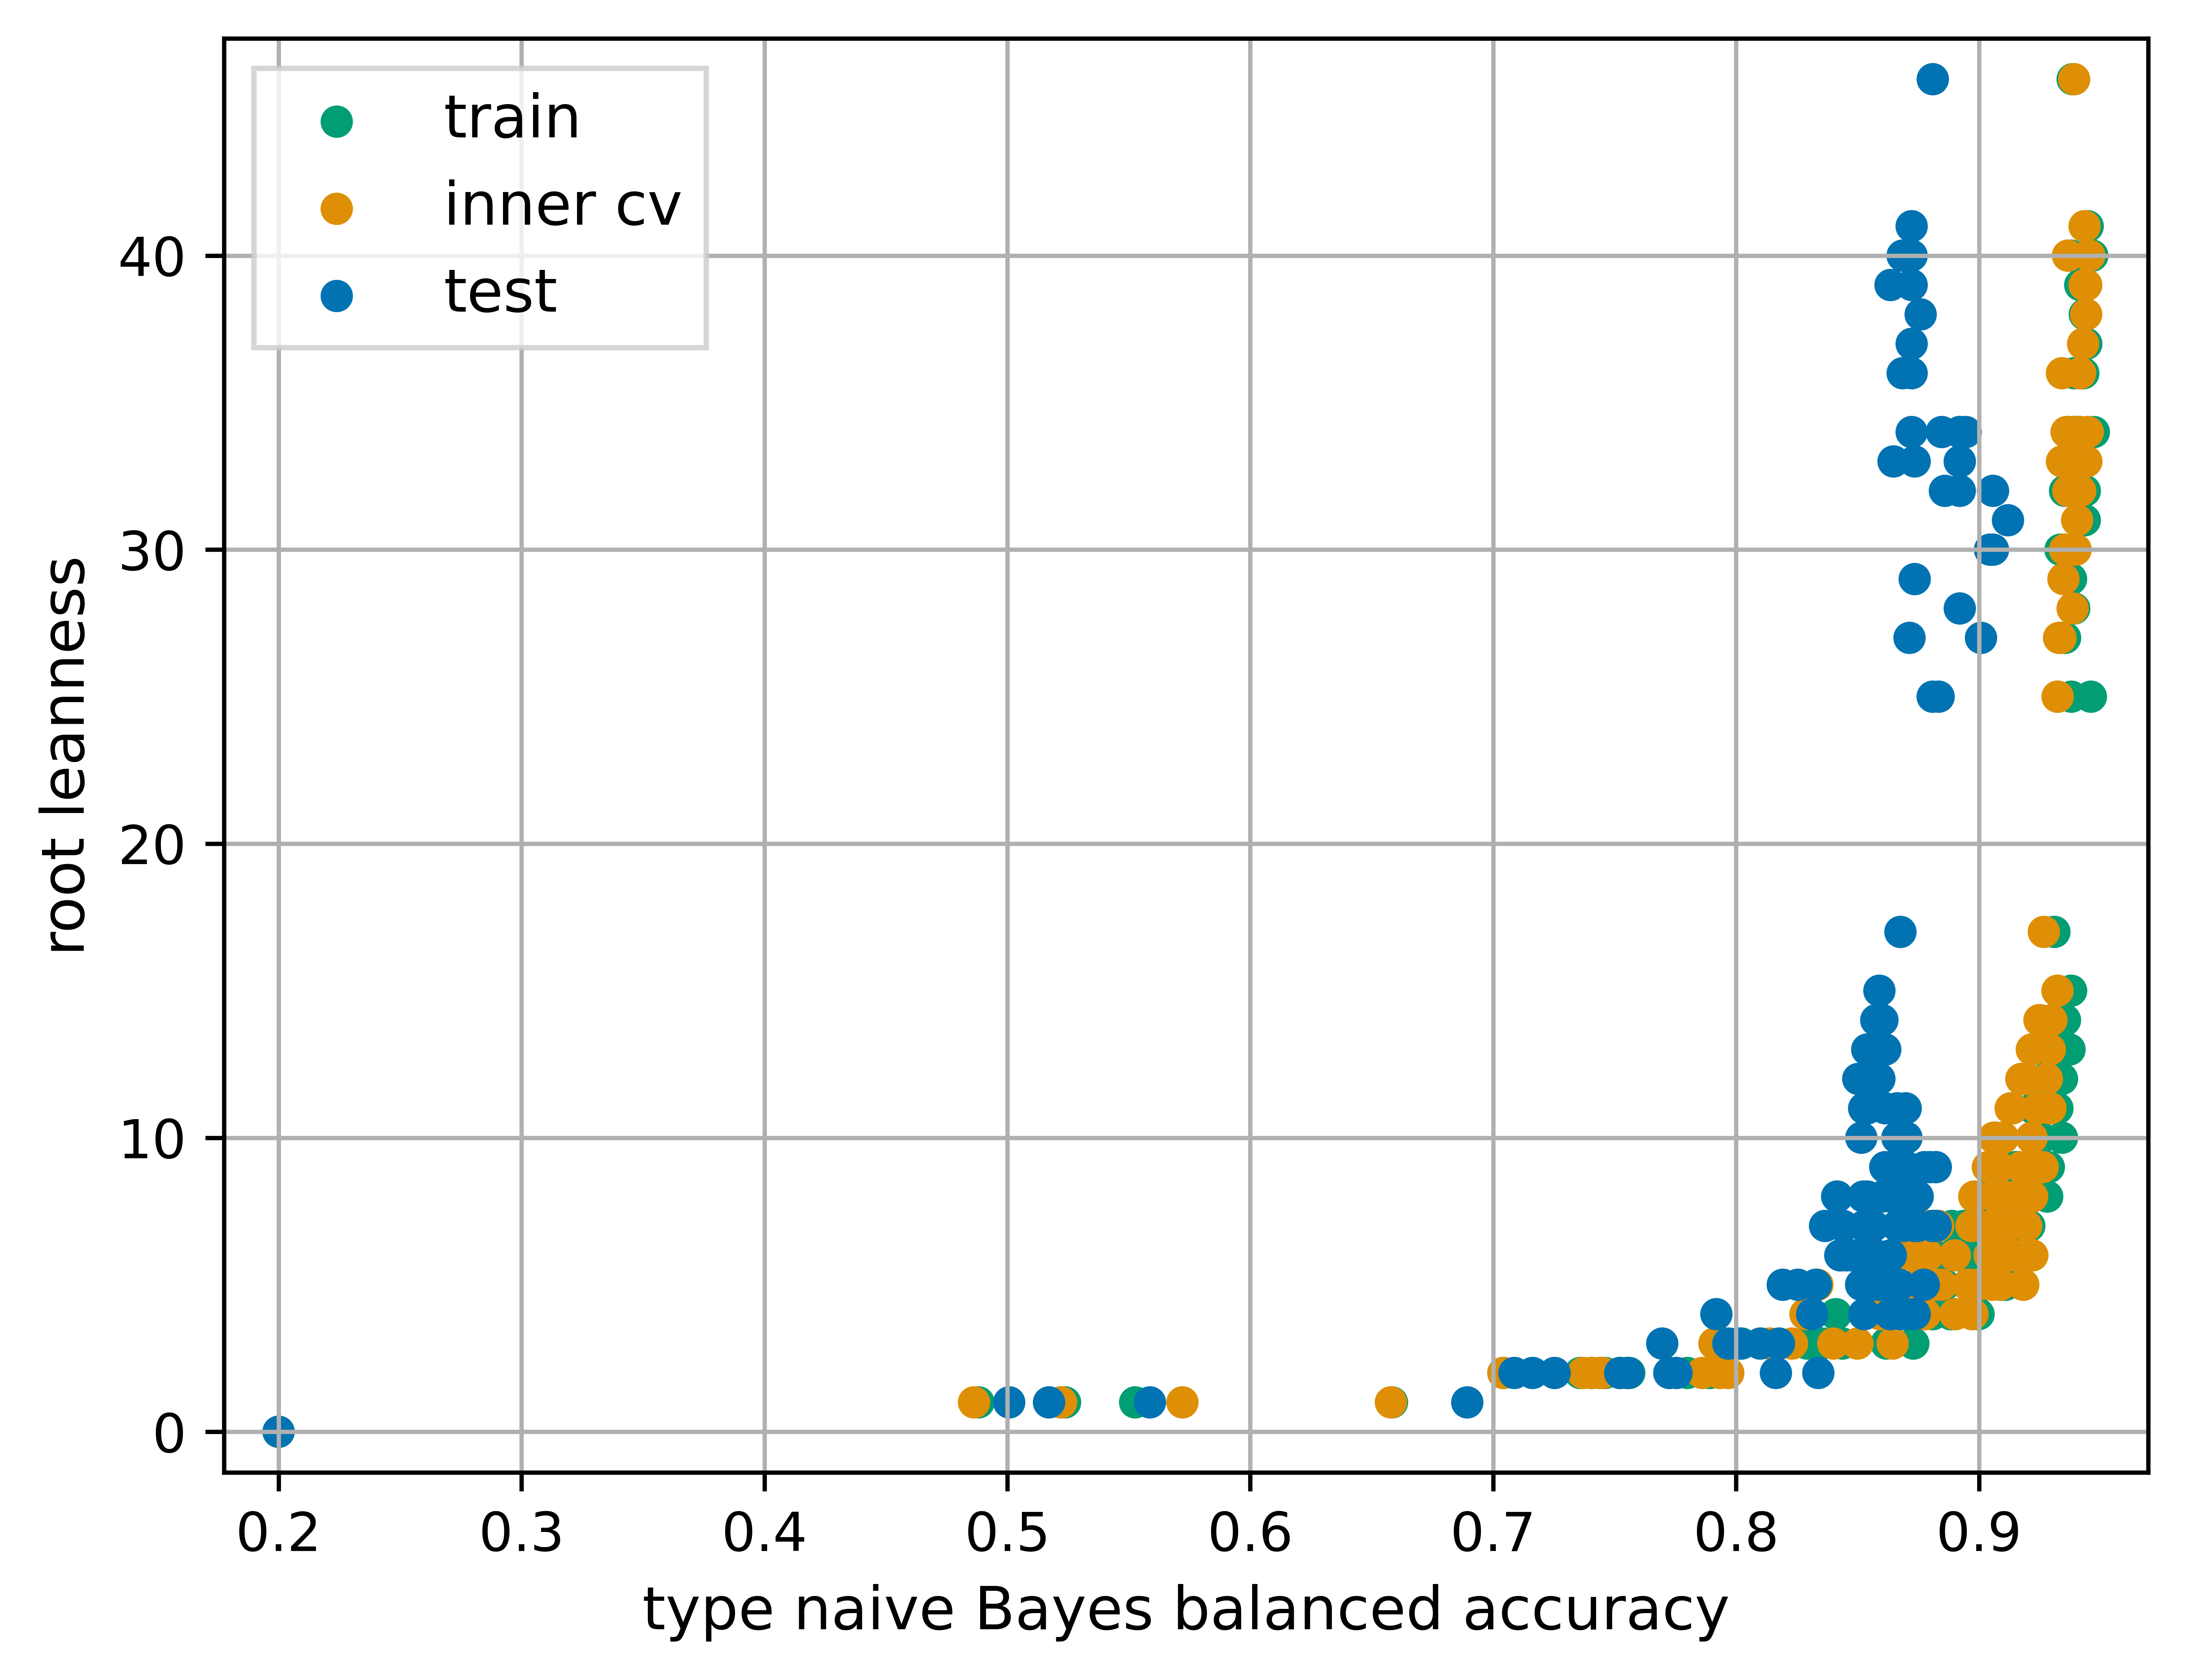 train
inner cv
test
root leanness
40
30
20
10
0
0.2 0.3 0.4 0.5 0.6 0.7 0.8 0.9
type naive Bayes balanced accuracy